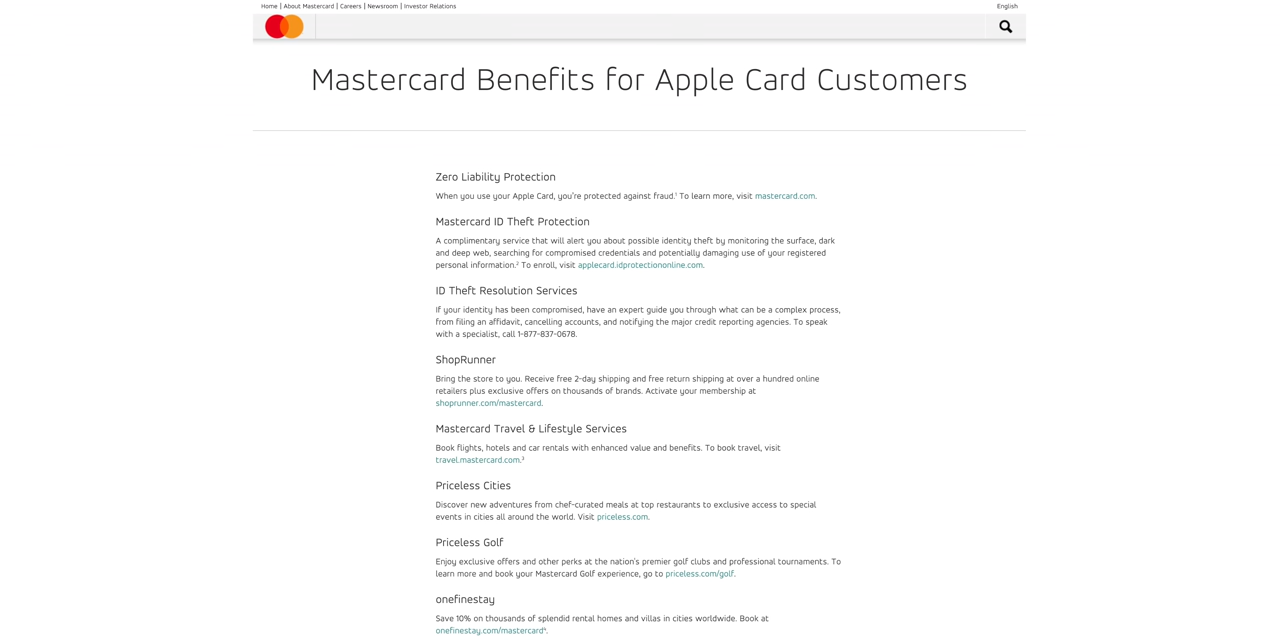 Home | About Mastercard | Careers | Newsroom | Investor Relations
English
Mastercard Benefits for Apple Card Customers
Zero Liability Protection
When you use your Apple Card, you're protected against fraud.¹ To learn more, visit mastercard.com.
Mastercard ID Theft Protection
A complimentary service that will alert you about possible identity theft by monitoring the surface, dark
and deep web, searching for compromised credentials and potentially damaging use of your registered
personal information.² To enroll, visit applecard.idprotectiononline.com.
ID Theft Resolution Services
If your identity has been compromised, have an expert guide you through what can be a complex process,
from filing an affidavit, cancelling accounts, and notifying the major credit reporting agencies. To speak
with a specialist, call 1-877-837-0678.
ShopRunner
Bring the store to you. Receive free 2-day shipping and free return shipping at over a hundred online
retailers plus exclusive offers on thousands of brands. Activate your membership at
shoprunner.com/mastercard.
Mastercard Travel & Lifestyle Services
Book flights, hotels and car rentals with enhanced value and benefits. To book travel, visit
travel.mastercard.com.³
Priceless Cities
Discover new adventures from chef-curated meals at top restaurants to exclusive access to special
events in cities all around the world. Visit priceless.com.
Priceless Golf
Enjoy exclusive offers and other perks at the nation's premier golf clubs and professional tournaments. To
learn more and book your Mastercard Golf experience, go to priceless.com/golf.
onefinestay
Save 10% on thousands of splendid rental homes and villas in cities worldwide. Book at
onefinestay.com/mastercard⁴.